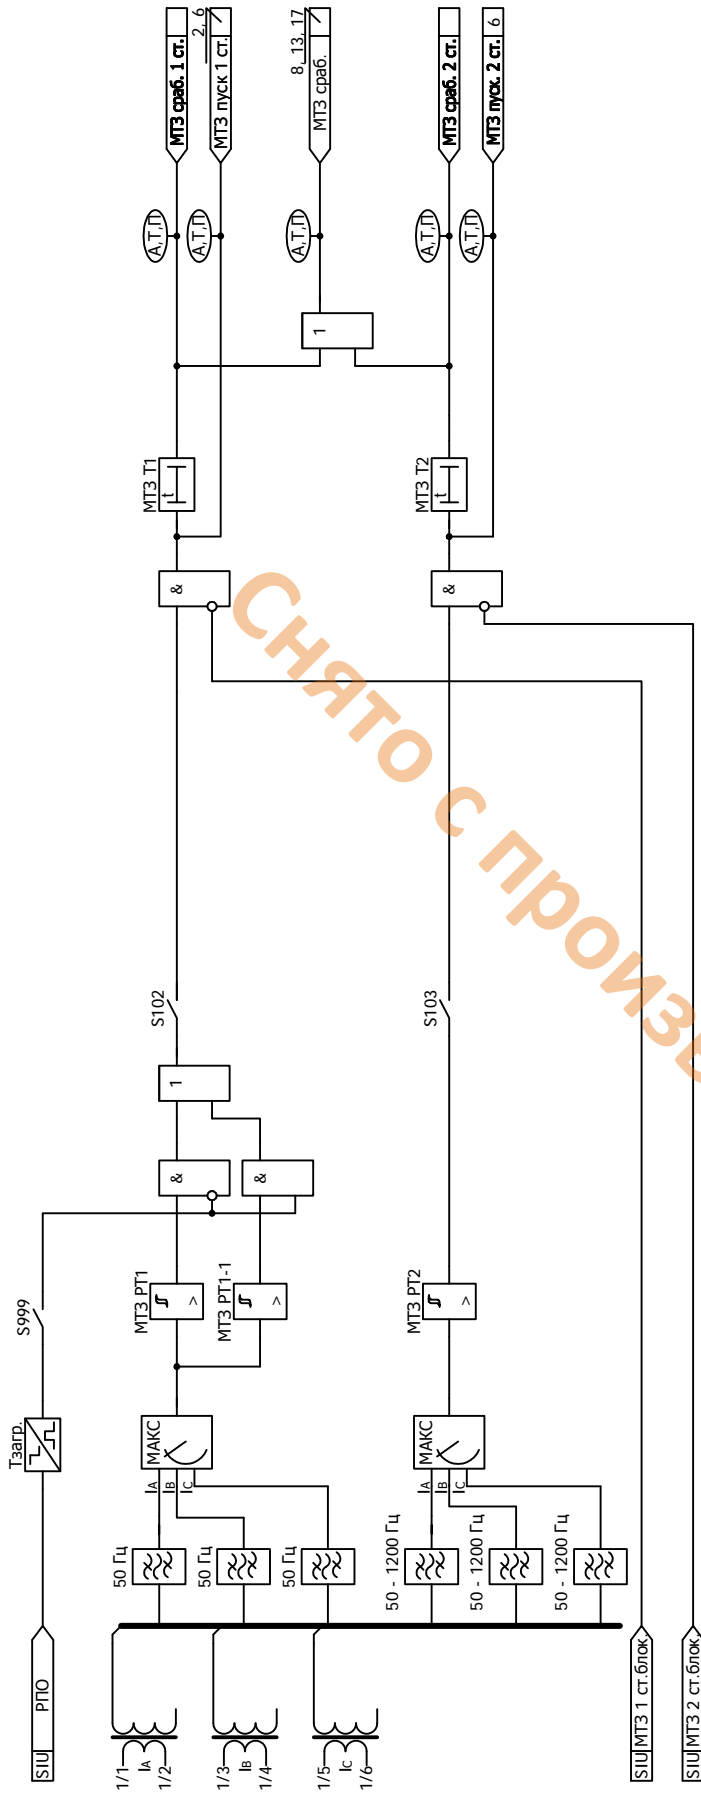 SIU РПО
Tзагр.
S999
1/1
IA
1/2
1/3
IB
1/4
1/5
IC
1/6
50 Гц
50 Гц
50 Гц
IA
IB
IC
МАКС
МТЗ РТ1
>
МТЗ РТ1-1
>
&
&
1
S102
&
МТЗ Т1
t
А,Т,П
А,Т,П
МТЗ сраб. 1 ст.
МТЗ пуск 1 ст.
2, 6
1
А,Т,П
МТЗ сраб.
8, 13, 17
50 - 1200 Гц
50 - 1200 Гц
50 - 1200 Гц
IA
IB
IC
МАКС
МТЗ РТ2
>
S103
&
МТЗ Т2
t
А,Т,П
А,Т,П
МТЗ сраб. 2 ст.
МТЗ пуск. 2 ст. 6
SIU МТЗ 1 ст.блок.
SIU МТЗ 2 ст.блок.
Снято с произв